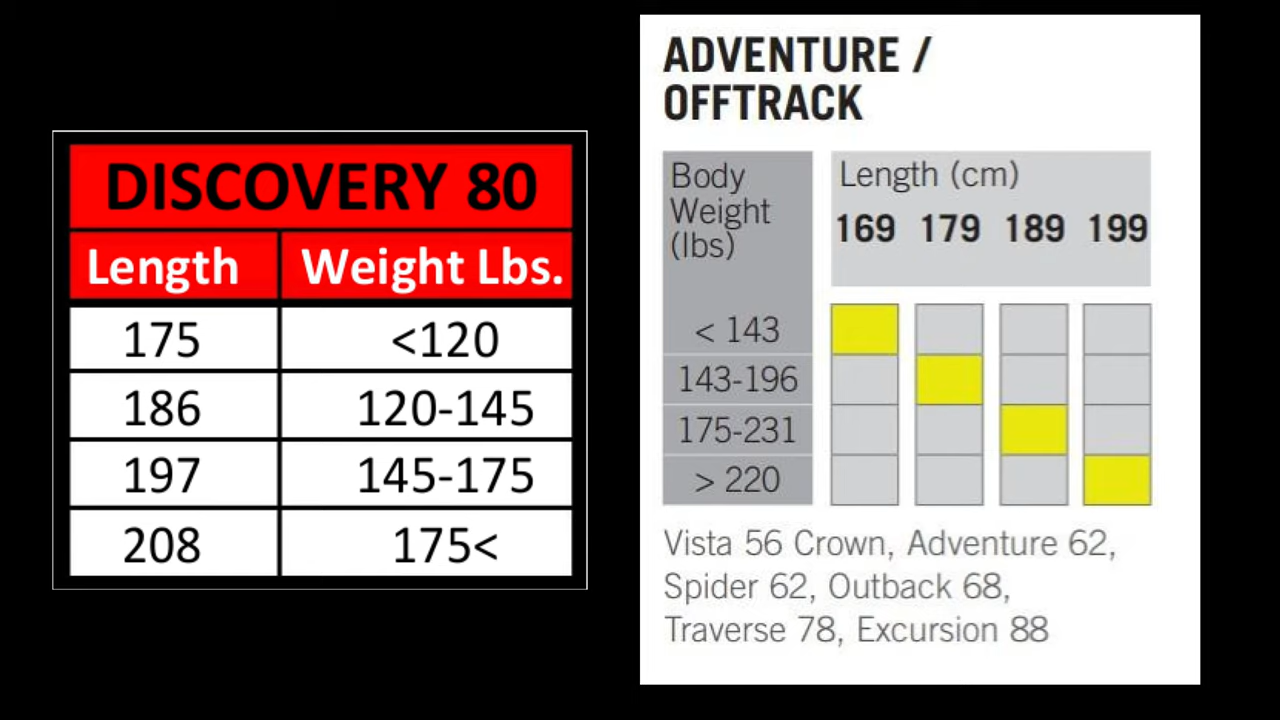 DISCOVERY 80
Length Weight Lbs.
175 <120
186 120-145
197 145-175
208 175<
ADVENTURE /
OFFTRACK
Body
Weight
(lbs)
Length (cm)
169 179 189 199
< 143
143-196
175-231
> 220
Vista 56 Crown, Adventure 62,
Spider 62, Outback 68,
Traverse 78, Excursion 88